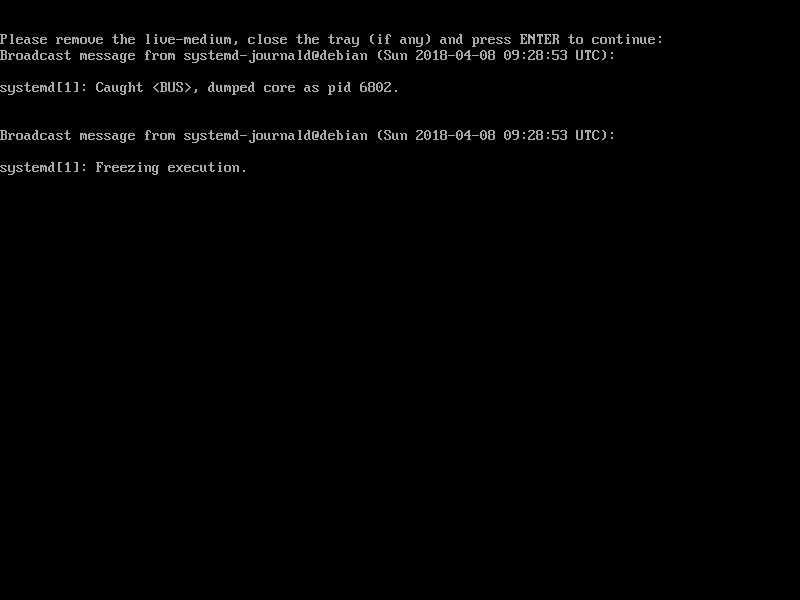 Please remove the live-medium, close the tray (if any) and press ENTER to continue:
Broadcast message from systemd-journald@debian (Sun 2018-04-08 09:28:53 UTC):
systemd[1]: Caught <BUS>, dumped core as pid 6802.
Broadcast message from systemd-journald@debian (Sun 2018-04-08 09:28:53 UTC):
systemd[1]: Freezing execution.